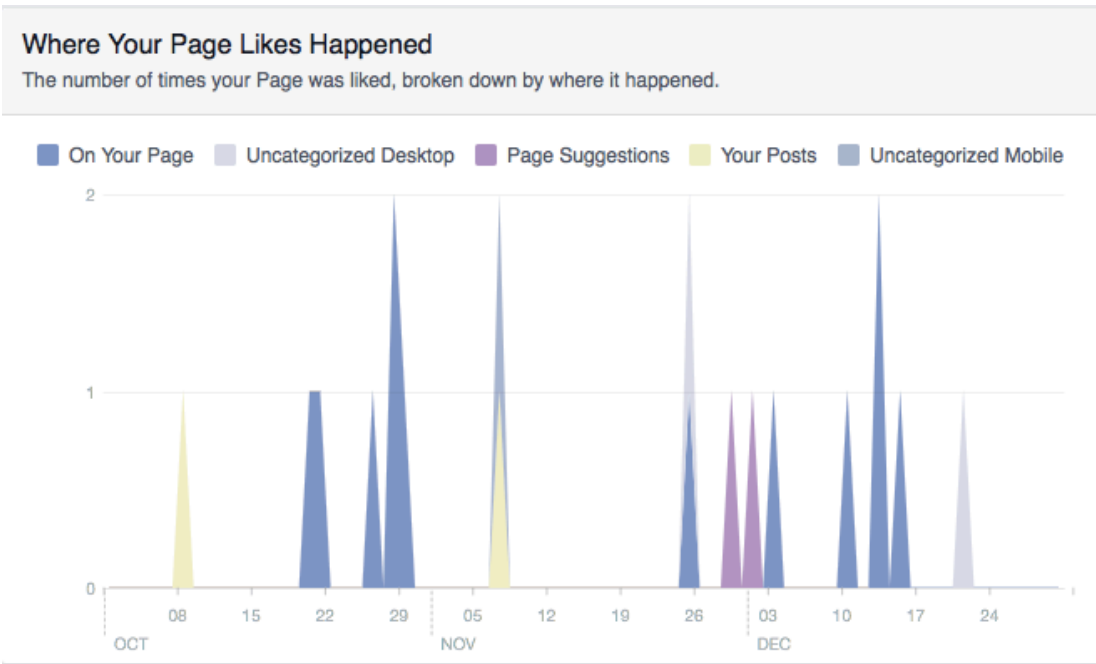 Where Your Page Likes Happened
The number of times your Page was liked, broken down by where it happened.
On Your Page Uncategorized Desktop Page Suggestions Your Posts Uncategorized Mobile
2
1
0
08 15 22 29 05 12 19 26 03 10 17 24
OCT NOV DEC